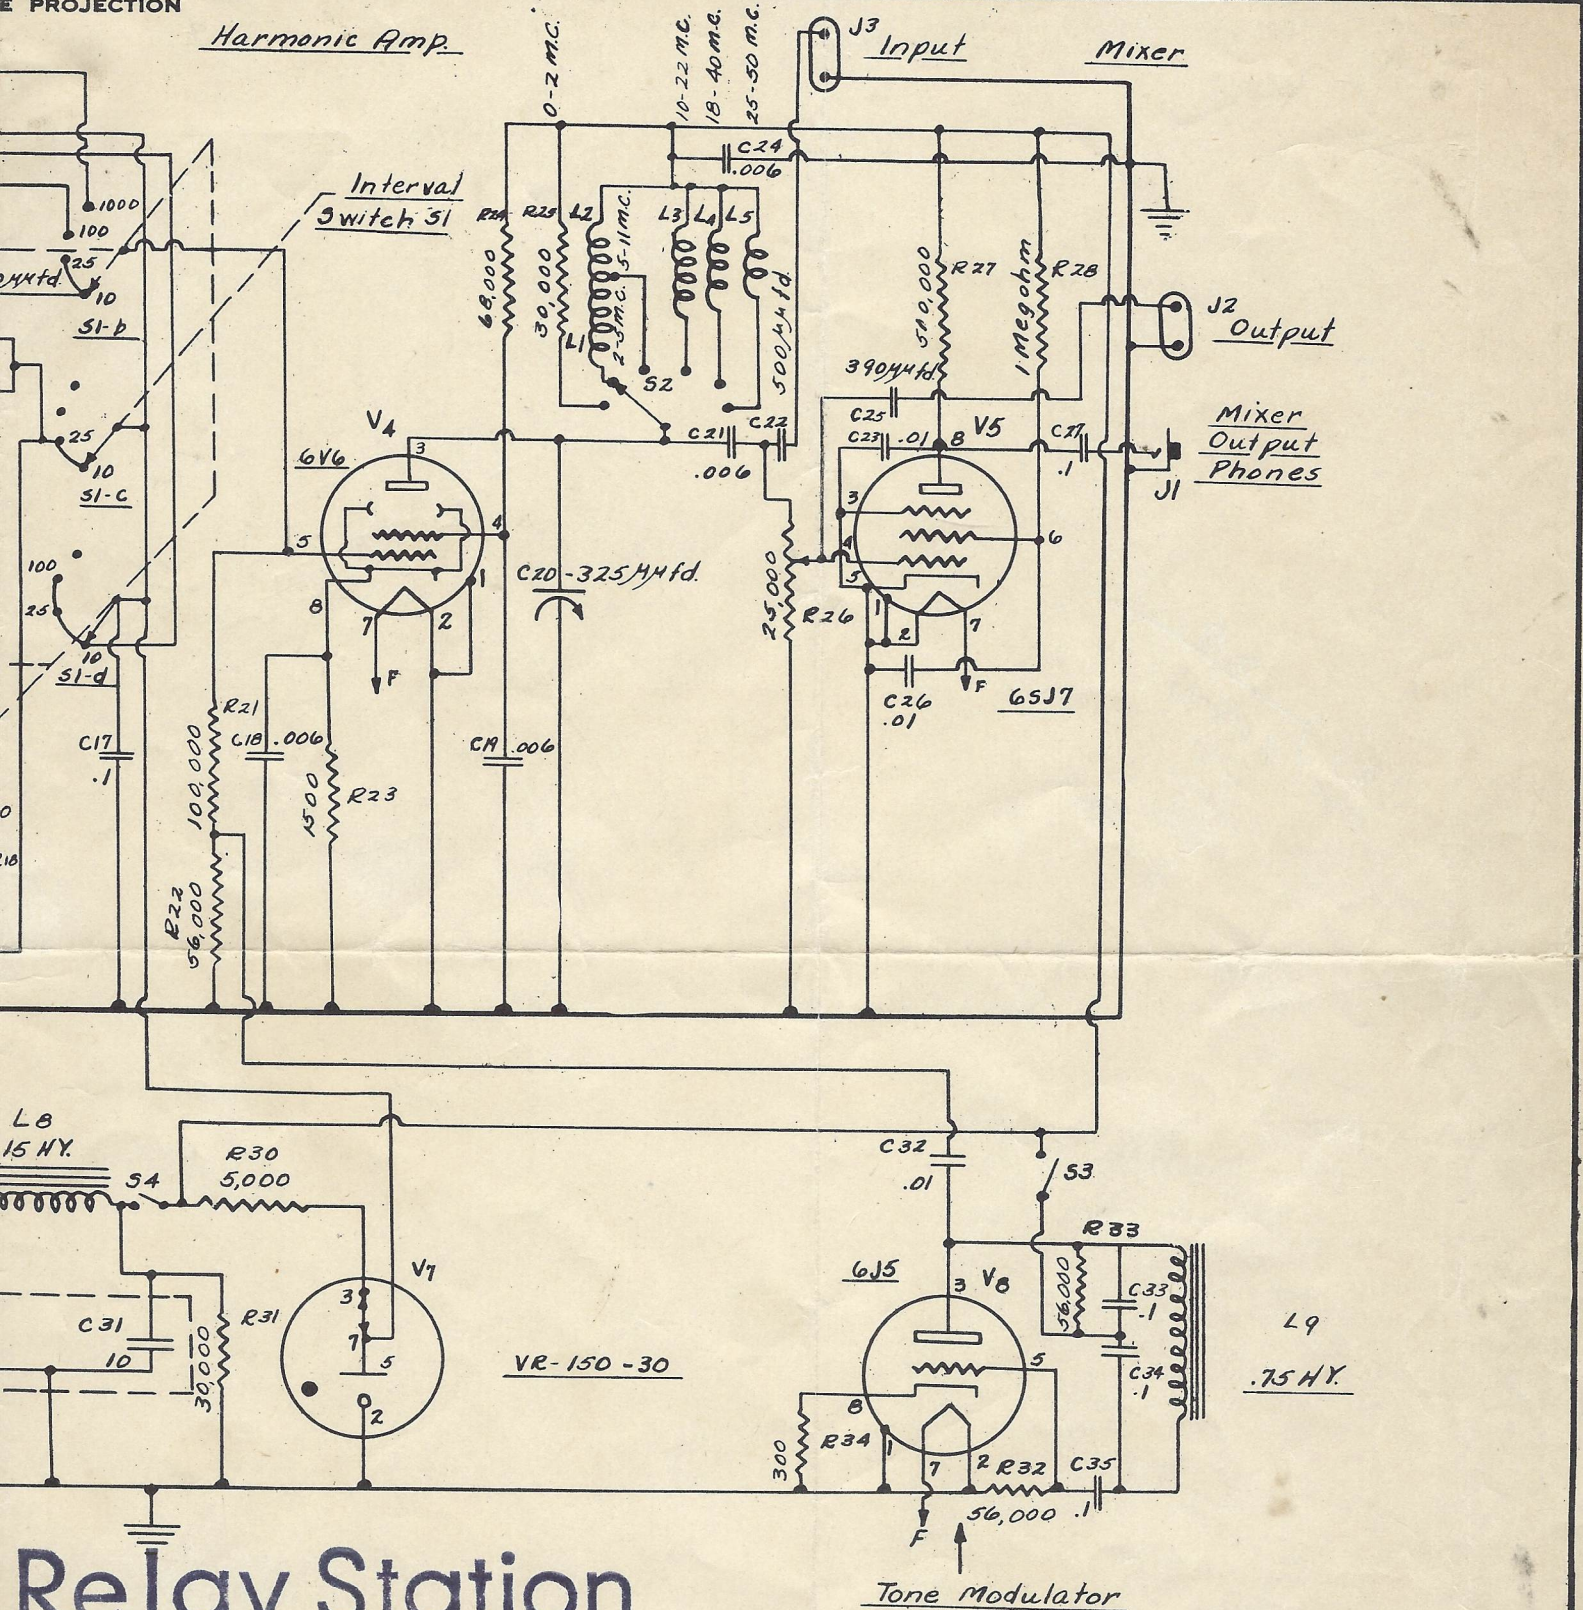 E PROJECTION
Harmonic Amp.
0-2 M.C.
10-22 M.C.
18-40 M.C.
25-50 M.C.
J3
Input
Mixer
C24
.006
Interval
Switch S1
1000
100
25
10
S1-b
R24
68,000
R25
30,000
L2
5-11 M.C.
L1
2-5 M.C.
L3
L4
L5
S2
500μμfd.
R27
510,000
R28
1 Megohm
J2
Output
390μμfd.
C25
C23
.01
8
V5
C27
.1
Mixer
Output
Phones
J1
V4
6V6
3
4
5
8
7
2
1
F
C21
.006
C22
25
10
S1-c
100
25
10
S1-d
C20-325μμfd.
25,000
R26
3
4
5
6
1
2
7
F
C26
.01
6SJ7
C17
.1
R21
100,000
C18 .006
1500
R23
C19 .006
R22
56,000
L8
15 HY.
S4
R30
5,000
C32
.01
S3
R33
56,000
C33
.1
C34
.1
L9
.75 HY.
V7
3
7
5
2
VR-150-30
C31
10
R31
30,000
6J5
3
V8
5
8
1
7
2
300
R34
R32
56,000
C35
.1
F
Tone Modulator
Relay Station